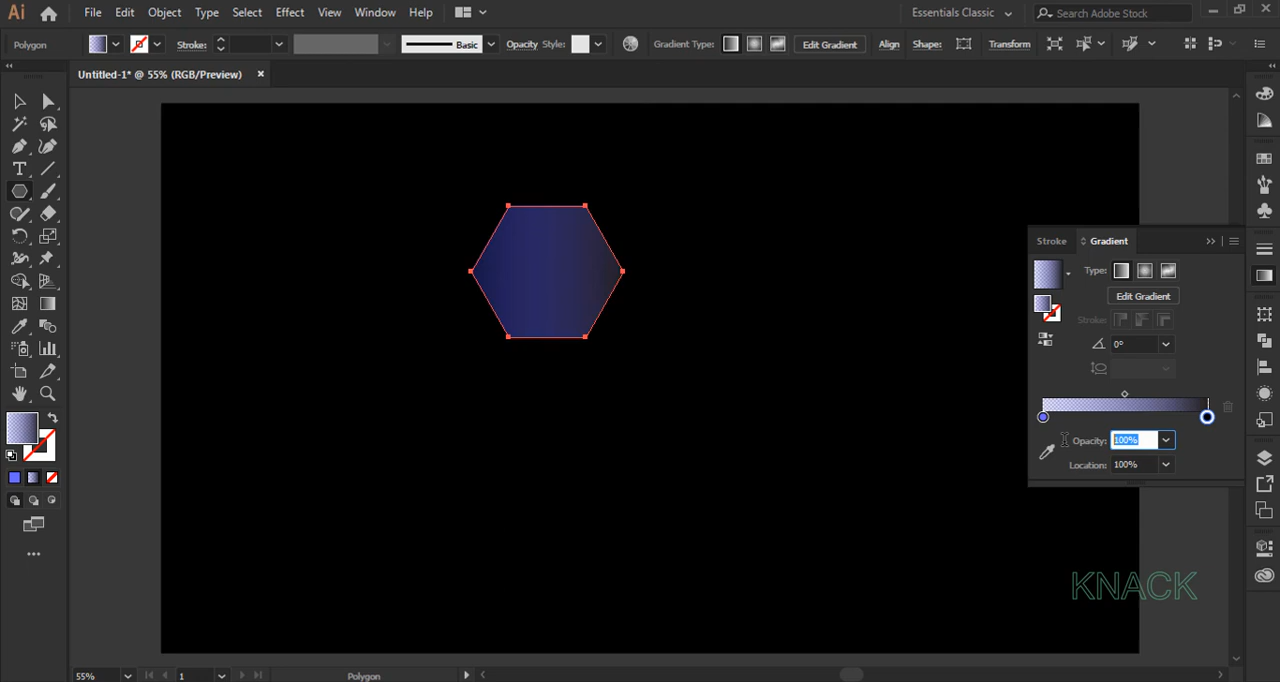 Ai File Edit Object Type Select Effect View Window Help Essentials Classic Search Adobe Stock
Polygon Stroke: Basic Opacity Style: Gradient Type: Edit Gradient Align Shape: Transform
Untitled-1* @ 55% (RGB/Preview) ×
Stroke Gradient
Type:
Edit Gradient
Stroke:
0°
Opacity: 100%
Location: 100%
KNACK
55% 1 Polygon